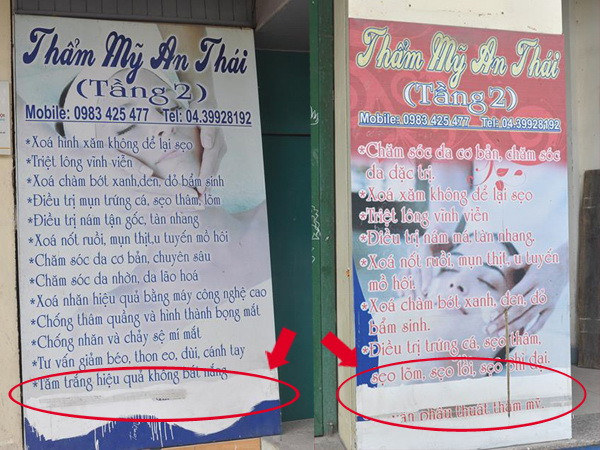 Thẩm Mỹ An Thái
(Tầng 2)
Mobile: 0983 425 477 Tel: 04.39928192
*Xoá hình xăm không để lại sẹo
*Triệt lông vĩnh viễn
*Xoá chàm bớt xanh,đen, đỏ bẩm sinh
*Điều trị mụn trứng cá, sẹo thâm, lõm
*Điều trị nám tận gốc, tàn nhang
*Xoá nốt ruồi, mụn thịt,u tuyến mồ hôi
*Chăm sóc da cơ bản, chuyên sâu
*Chăm sóc da nhờn, da lão hoá
*Xoá nhăn hiệu quả bằng máy công nghệ cao
*Chống thâm quầng và hình thành bọng mắt
*Chống nhăn và chảy sệ mi mắt
*Tư vấn giảm béo, thon eo, đùi, cánh tay
*Tắm trắng hiệu quả không bắt nắng
Thẩm Mỹ An Thái
(Tầng 2)
Mobile: 0983 425 477 Tel: 04.39928192
*Chăm sóc da cơ bản, chăm sóc
da đặc trị.
*Xoá xăm không để lại sẹo
*Triệt lông vĩnh viễn
*Điều trị nám má,tàn nhang.
*Xoá nốt ruồi, mụn thịt, u tuyến
mồ hôi.
*Xoá chàm bớt xanh, đen, đỏ
bẩm sinh.
*Điều trị trứng cá, sẹo thâm,
sẹo lõm, sẹo lồi, sẹo phì đại.
vấn phẫu thuật thẩm mỹ.